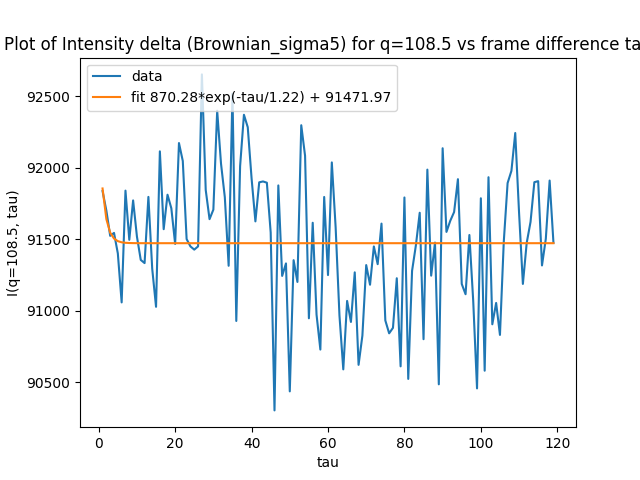 Plot of Intensity delta (Brownian_sigma5) for q=108.5 vs frame difference ta
data
fit 870.28*exp(-tau/1.22) + 91471.97
92500
92000
91500
91000
90500
I(q=108.5, tau)
0 20 40 60 80 100 120
tau